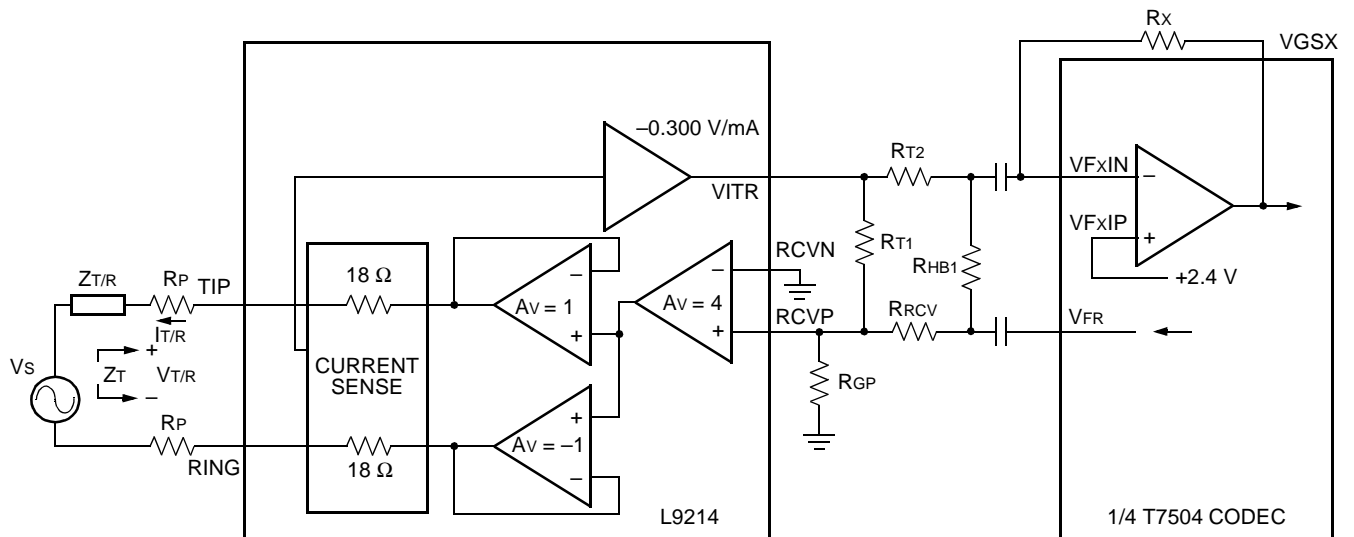 RX
VGSX
–0.300 V/mA
VITR
RT2
VFXIN
–
VFXIP
+
+2.4 V
RT1
RHB1
RCVN
–
AV = 4
+
RCVP
RRCV
VFR
RGP
ZT/R
RP
TIP
18 Ω
–
AV = 1
+
IT/R
+
VS
ZT
VT/R
–
CURRENT
SENSE
RP
RING
18 Ω
+
AV = –1
–
L9214
1/4 T7504 CODEC